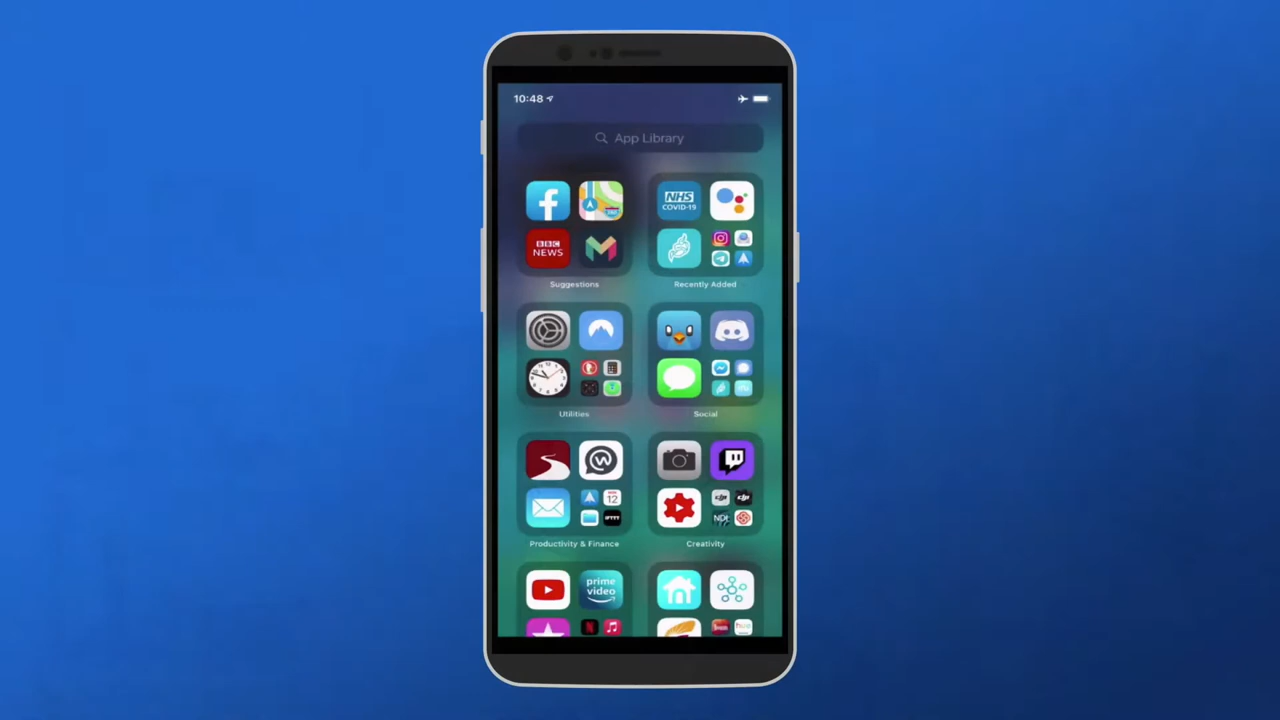 10:48
App Library
NHS
COVID-19
BBC
NEWS
Suggestions
Recently Added
Utilities
Social
12
Productivity & Finance
Creativity
prime
video